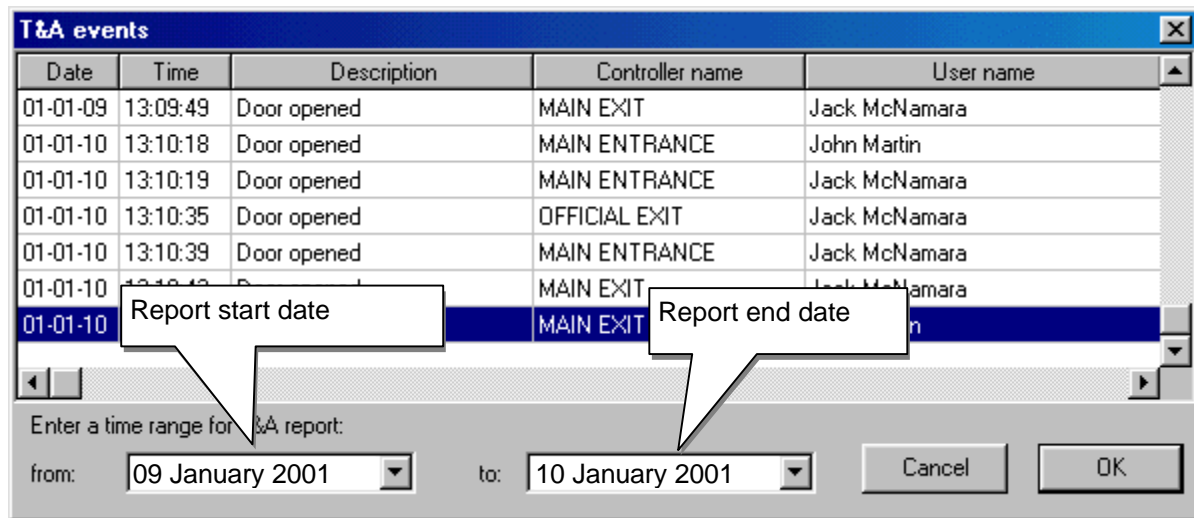 T&A events
Date Time Description Controller name User name
01-01-09 13:09:49 Door opened MAIN EXIT Jack McNamara
01-01-10 13:10:18 Door opened MAIN ENTRANCE John Martin
01-01-10 13:10:19 Door opened MAIN ENTRANCE Jack McNamara
01-01-10 13:10:35 Door opened OFFICIAL EXIT Jack McNamara
01-01-10 13:10:39 Door opened MAIN ENTRANCE Jack McNamara
01-01-10 MAIN EXIT
01-01-10 MAIN EXIT
Report start date
Report end date
Enter a time range for T&A report:
from: 09 January 2001 to: 10 January 2001 Cancel OK